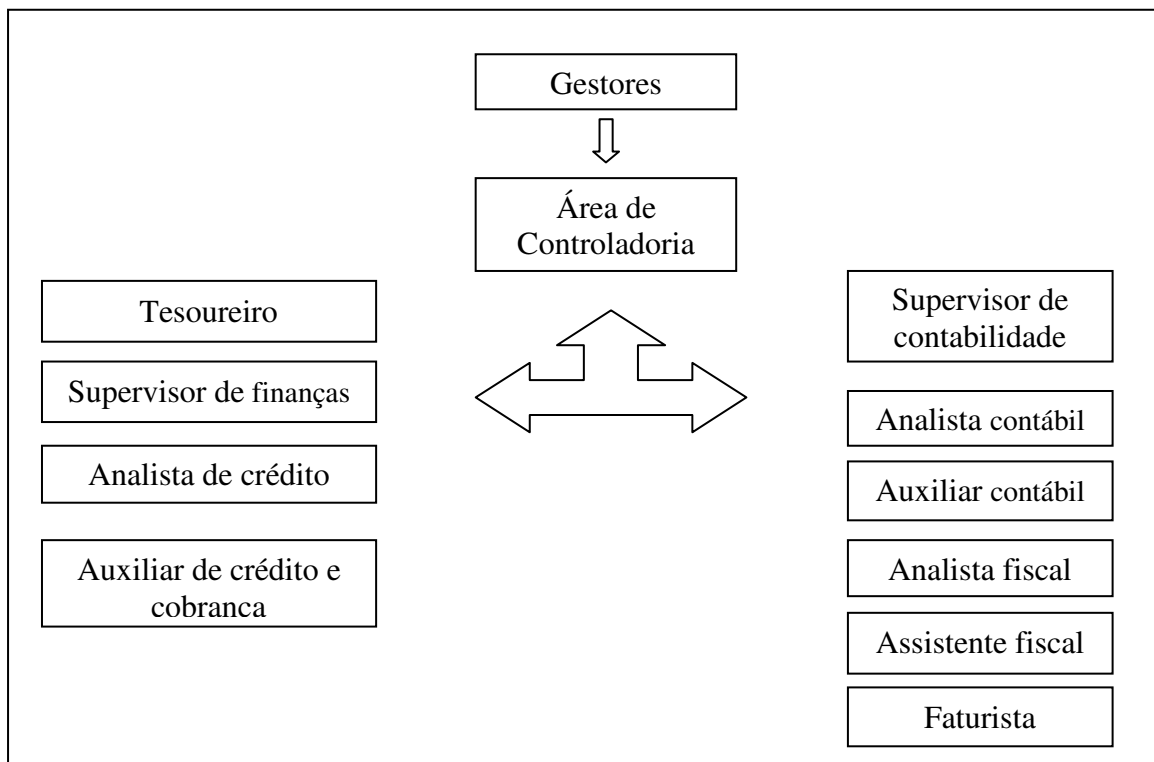 Gestores
Área de
Controladoria
Tesoureiro
Supervisor de finanças
Analista de crédito
Auxiliar de crédito e
cobranca
Supervisor de
contabilidade
Analista contábil
Auxiliar contábil
Analista fiscal
Assistente fiscal
Faturista